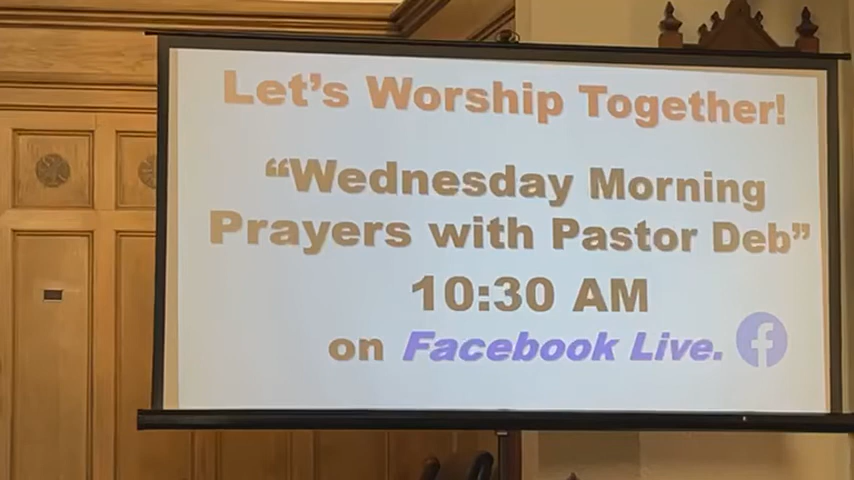 Let's Worship Together!
“Wednesday Morning
Prayers with Pastor Deb”
10:30 AM
on Facebook Live.